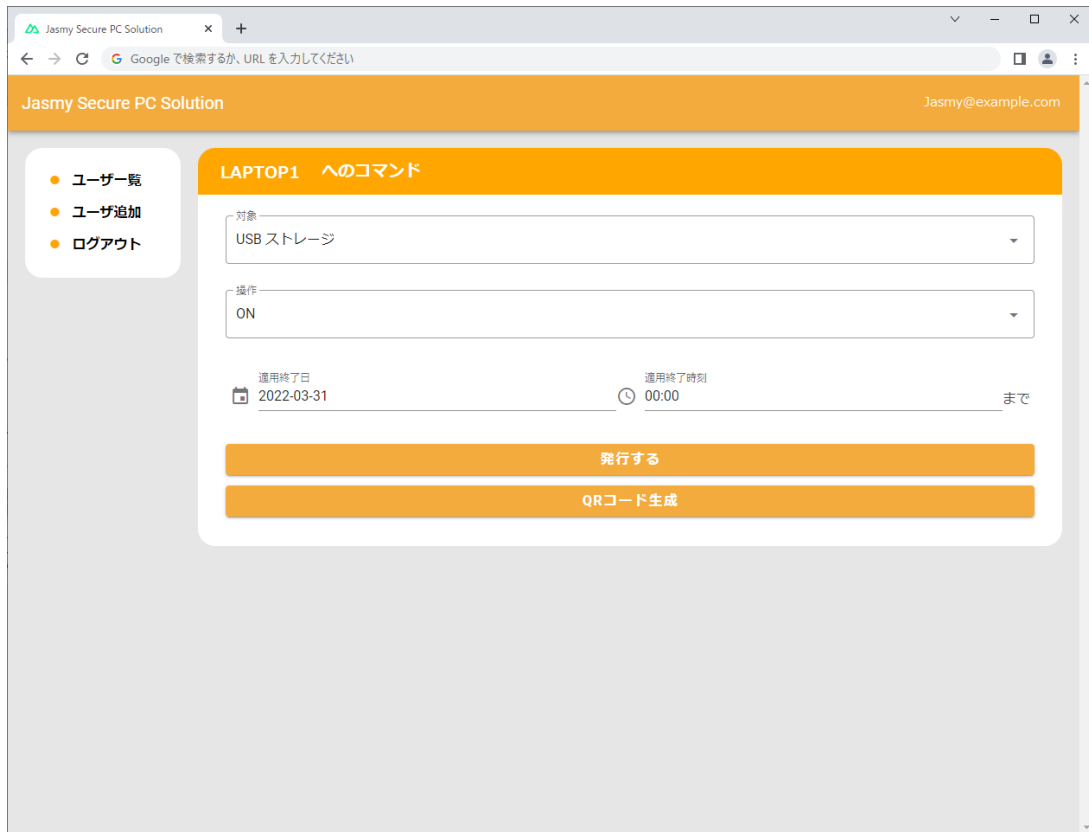 Jasmy Secure PC Solution
Google で検索するか、URL を入力してください
Jasmy Secure PC Solution
Jasmy@example.com
ユーザー覧
ユーザ追加
ログアウト
LAPTOP1 へのコマンド
対象
USB ストレージ
操作
ON
適用終了日
2022-03-31
適用終了時刻
00:00
まで
発行する
QRコード生成